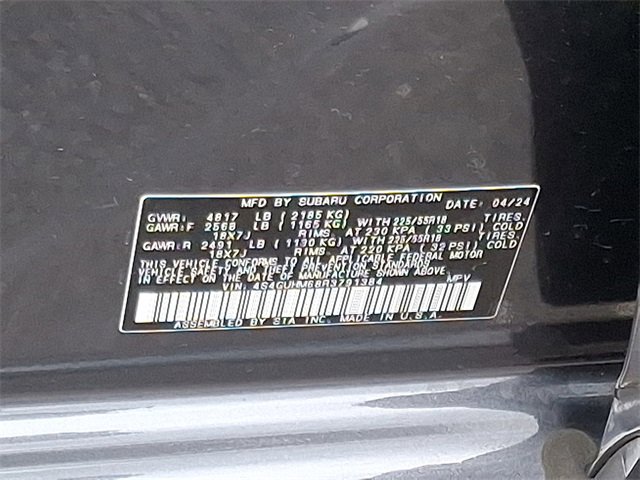 MFD BY SUBARU CORPORATION DATE: 04/24
GVWR: 4817 LB ( 2185 KG)
GAWR:F 2568 LB ( 1165 KG) WITH 225/55R18 TIRES,
18X7J RIMS, AT 230 KPA ( 33 PSI) COLD
GAWR:R 2491 LB ( 1130 KG) WITH 225/55R18 TIRES,
18X7J RIMS, AT 220 KPA ( 32 PSI) COLD
THIS VEHICLE CONFORMS TO ALL APPLICABLE FEDERAL MOTOR
VEHICLE SAFETY AND THEFT PREVENTION STANDARDS
IN EFFECT ON THE DATE OF MANUFACTURE SHOWN ABOVE.
VIN: 4S4GUHM68R3791384 MPV
ASSEMBLED BY SIA INC. MADE IN U.S.A.